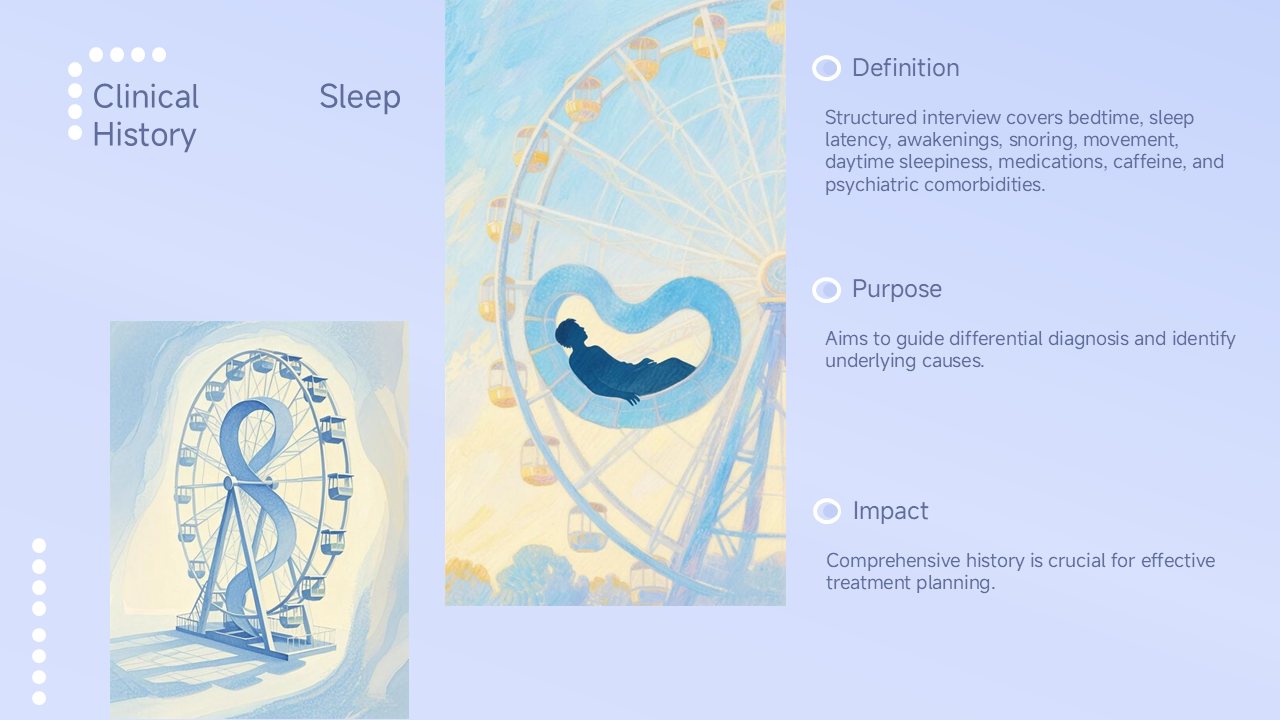 Clinical Sleep
History
Definition
Structured interview covers bedtime, sleep
latency, awakenings, snoring, movement,
daytime sleepiness, medications, caffeine, and
psychiatric comorbidities.
Purpose
Aims to guide differential diagnosis and identify
underlying causes.
Impact
Comprehensive history is crucial for effective
treatment planning.